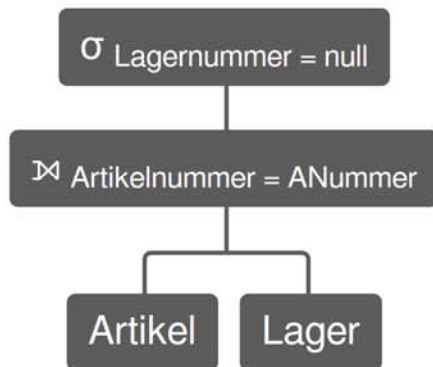 σ Lagernummer = null
⟕ Artikelnummer = ANummer
Artikel Lager